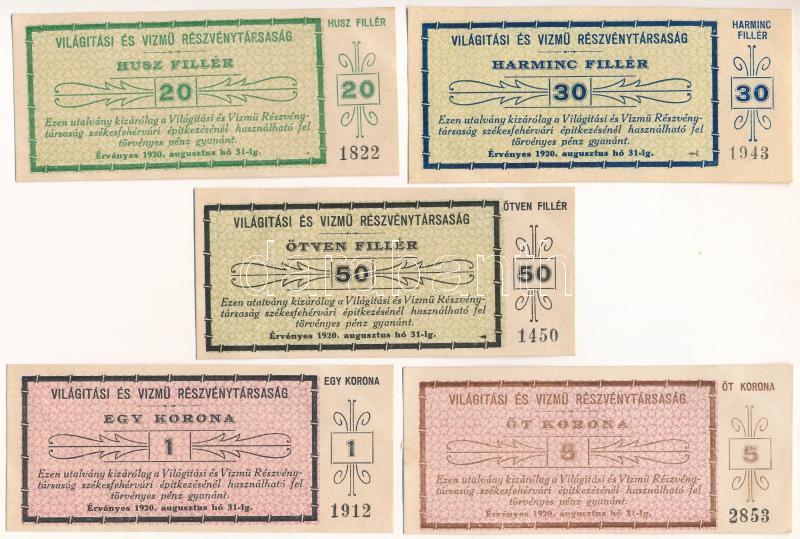 VILÁGITÁSI ÉS VIZMÜ RÉSZVÉNYTÁRSASÁG
HUSZ FILLÉR
20
Ezen utalvány kizárólag a Világitási és Vizmü Részvény-
társaság székesfehérvári épitkezésénél használható fel
törvényes pénz gyanánt.
Érvényes 1920. augusztus hó 31-ig.
HUSZ FILLÉR
20
1822
VILÁGITÁSI ÉS VIZMÜ RÉSZVÉNYTÁRSASÁG
HARMINC FILLÉR
30
Ezen utalvány kizárólag a Világitási és Vizmü Részvény-
társaság székesfehérvári épitkezésénél használható fel
törvényes pénz gyanánt.
Érvényes 1920. augusztus hó 31-ig.
HARMINC
FILLÉR
30
1943
VILÁGITÁSI ÉS VIZMÜ RÉSZVÉNYTÁRSASÁG
ÖTVEN FILLÉR
50
Ezen utalvány kizárólag a Világitási és Vizmü Részvény-
társaság székesfehérvári épitkezésénél használható fel
törvényes pénz gyanánt.
Érvényes 1920. augusztus hó 31-ig.
ÖTVEN FILLÉR
50
1450
darabanth
VILÁGITÁSI ÉS VIZMÜ RÉSZVÉNYTÁRSASÁG
EGY KORONA
1
Ezen utalvány kizárólag a Világitási és Vizmü Részvény-
társaság székesfehérvári épitkezésénél használható fel
törvényes pénz gyanánt.
Érvényes 1920. augusztus hó 31-ig.
EGY KORONA
1
1912
VILÁGITÁSI ÉS VIZMÜ RÉSZVÉNYTÁRSASÁG
ÖT KORONA
5
Ezen utalvány kizárólag a Világitási és Vizmü Részvény-
társaság székesfehérvári épitkezésénél használható fel
törvényes pénz gyanánt.
Érvényes 1920. augusztus hó 31-ig.
ÖT KORONA
5
2853